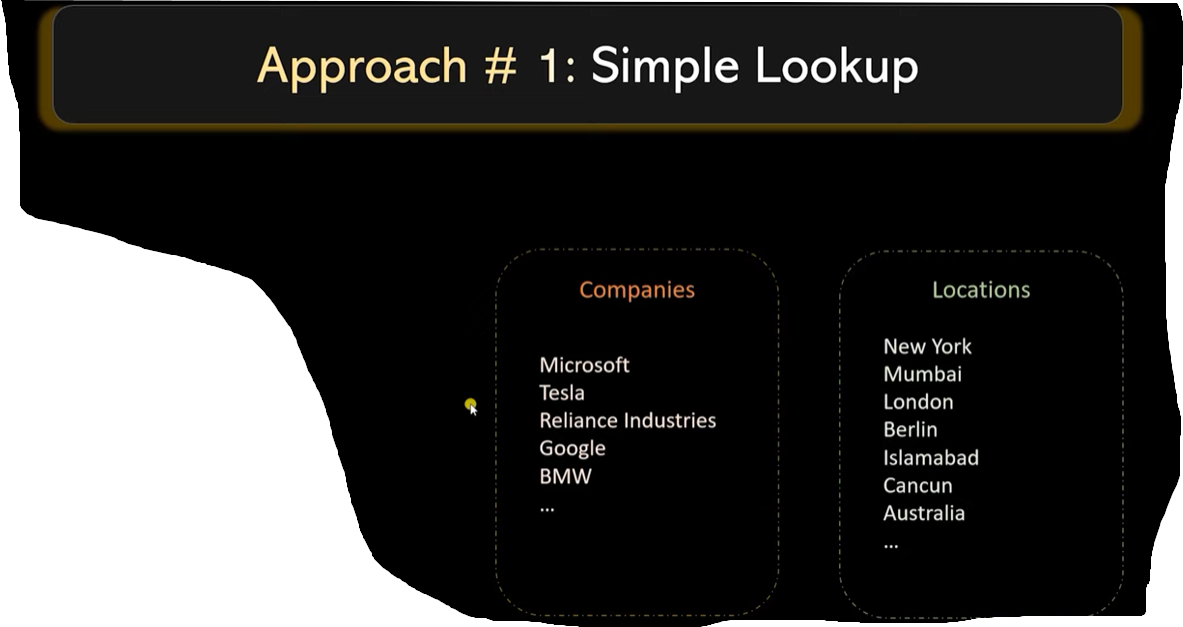 Approach # 1: Simple Lookup
Companies
Microsoft
Tesla
Reliance Industries
Google
BMW
...
Locations
New York
Mumbai
London
Berlin
Islamabad
Cancun
Australia
...